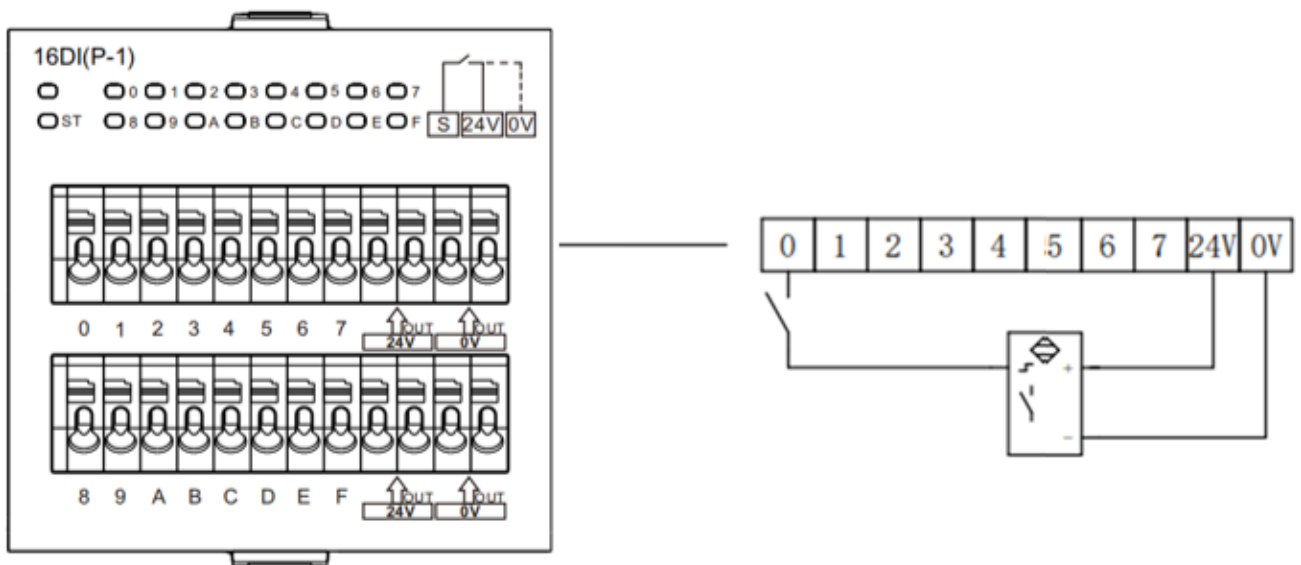 16DI(P-1)
0 1 2 3 4 5 6 7
ST 8 9 A B C D E F
S 24V 0V
0 1 2 3 4 5 6 7 OUT OUT
24V 0V
8 9 A B C D E F OUT OUT
24V 0V
0 1 2 3 4 5 6 7 24V 0V
+
-